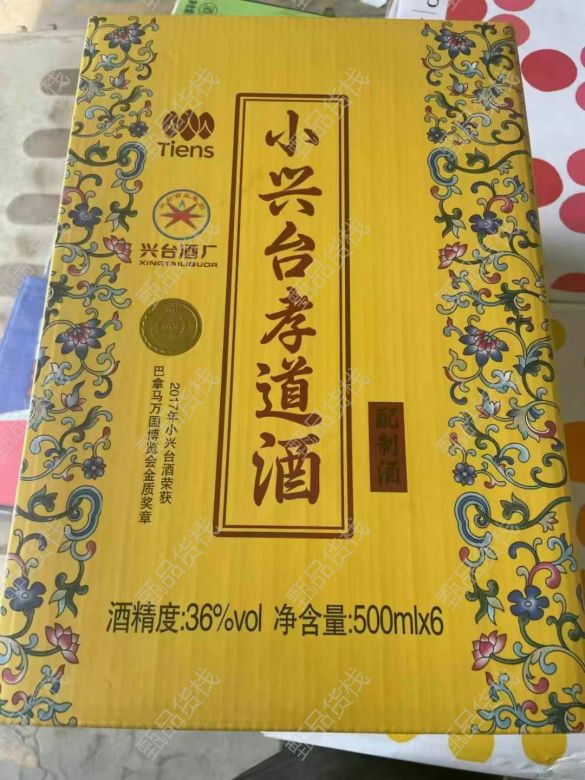 Tiens
兴台酒厂
XINGTAILIQUOR
小兴台孝道酒
配制酒
2017年小兴台酒荣获
巴拿马万国博览会金质奖章
酒精度:36%vol 净含量:500mlx6
甄品货栈